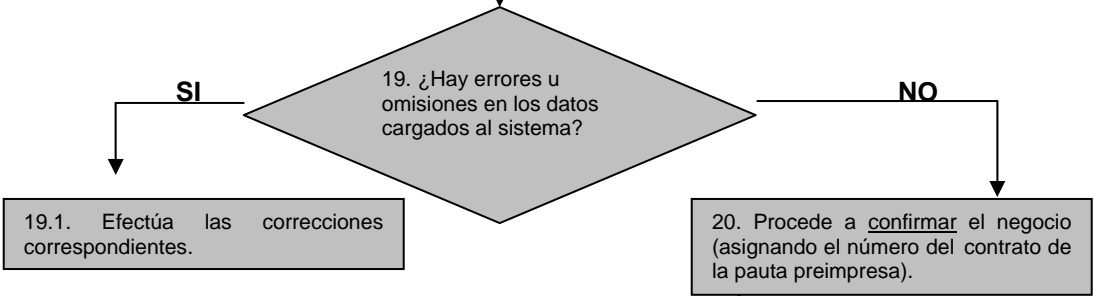 19. ¿Hay errores u
omisiones en los datos
cargados al sistema?
SI
NO
19.1. Efectúa las correcciones
correspondientes.
20. Procede a confirmar el negocio
(asignando el número del contrato de
la pauta preimpresa).